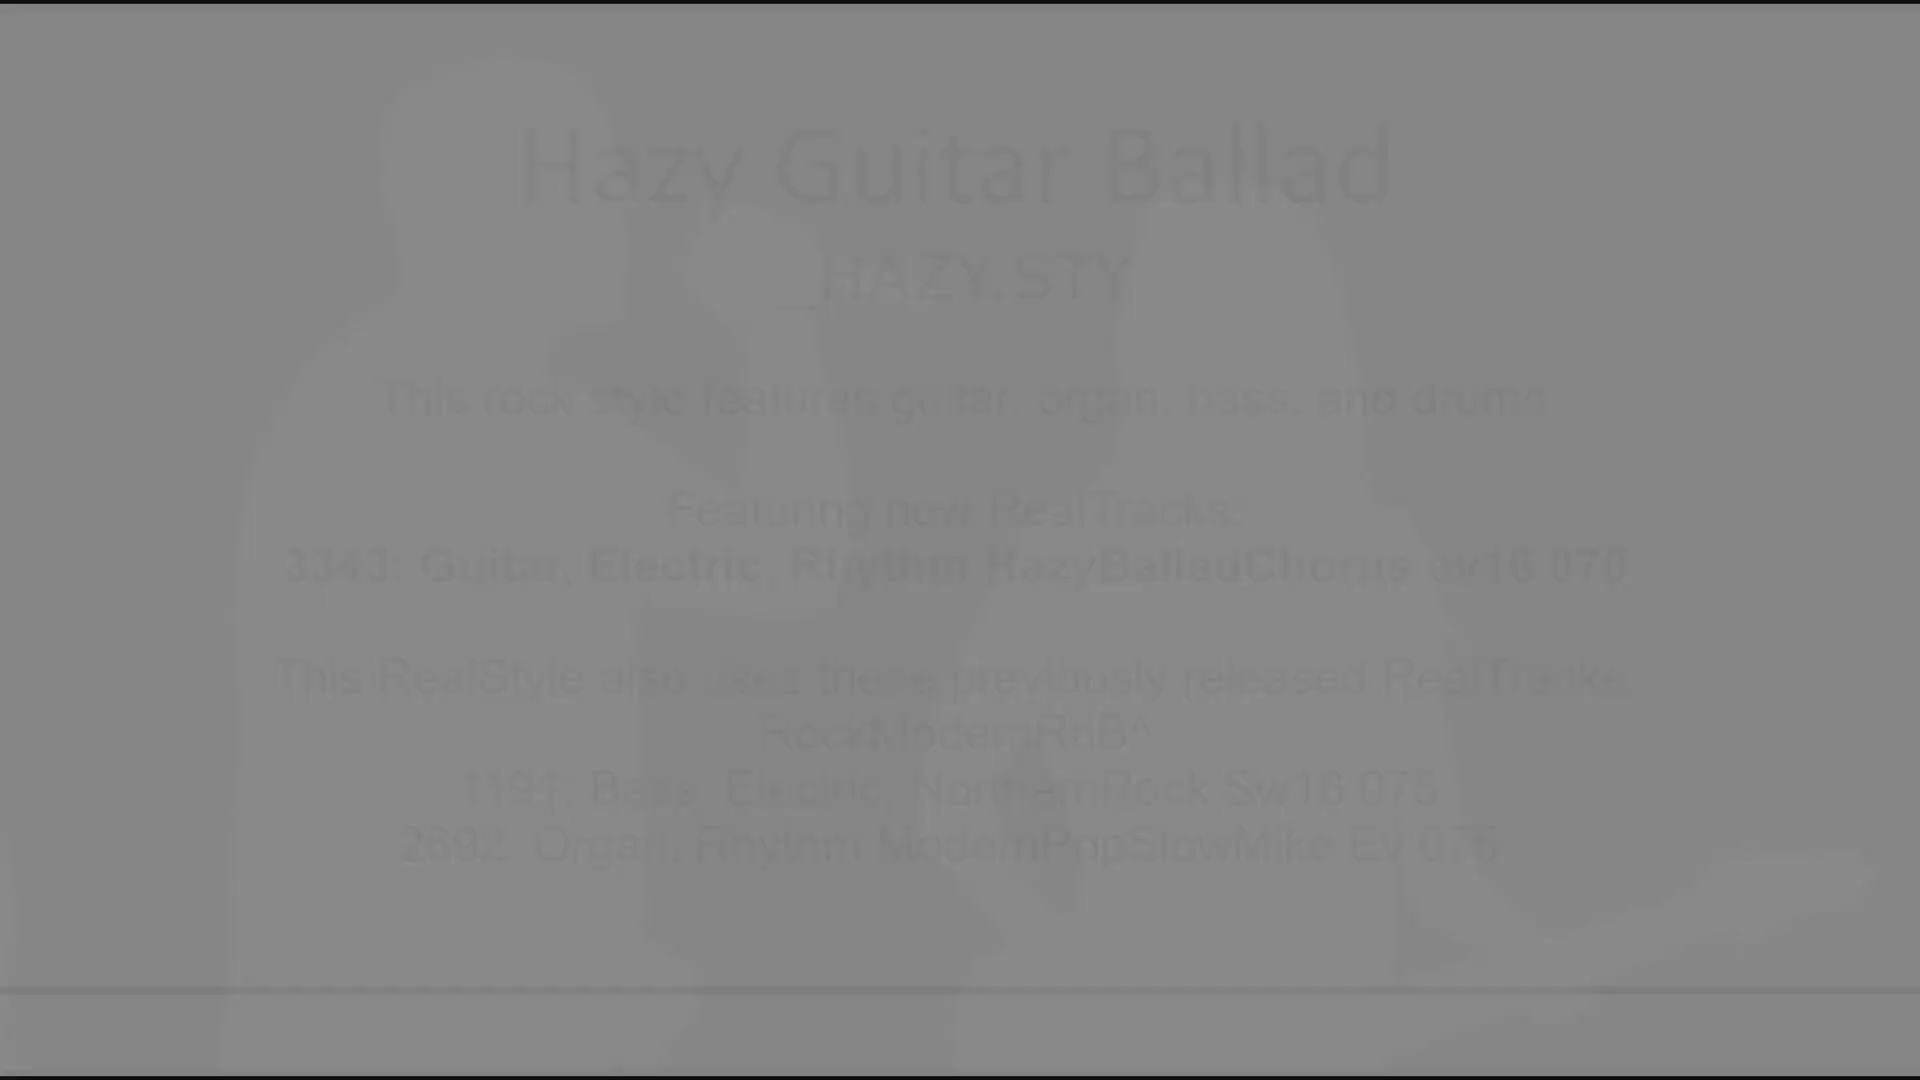 Hazy Guitar Ballad
_HAZY.STY
This rock style features guitar, organ, bass, and drums
Featuring new RealTracks:
3343: Guitar, Electric, Rhythm HazyBalladChorus sw16 070
This RealStyle also uses these previously released RealTracks:
RockModernRnB^
1191: Bass, Electric, NorthernRock Sw16 075
2692: Organ, Rhythm ModernPopSlowMike Ev 075